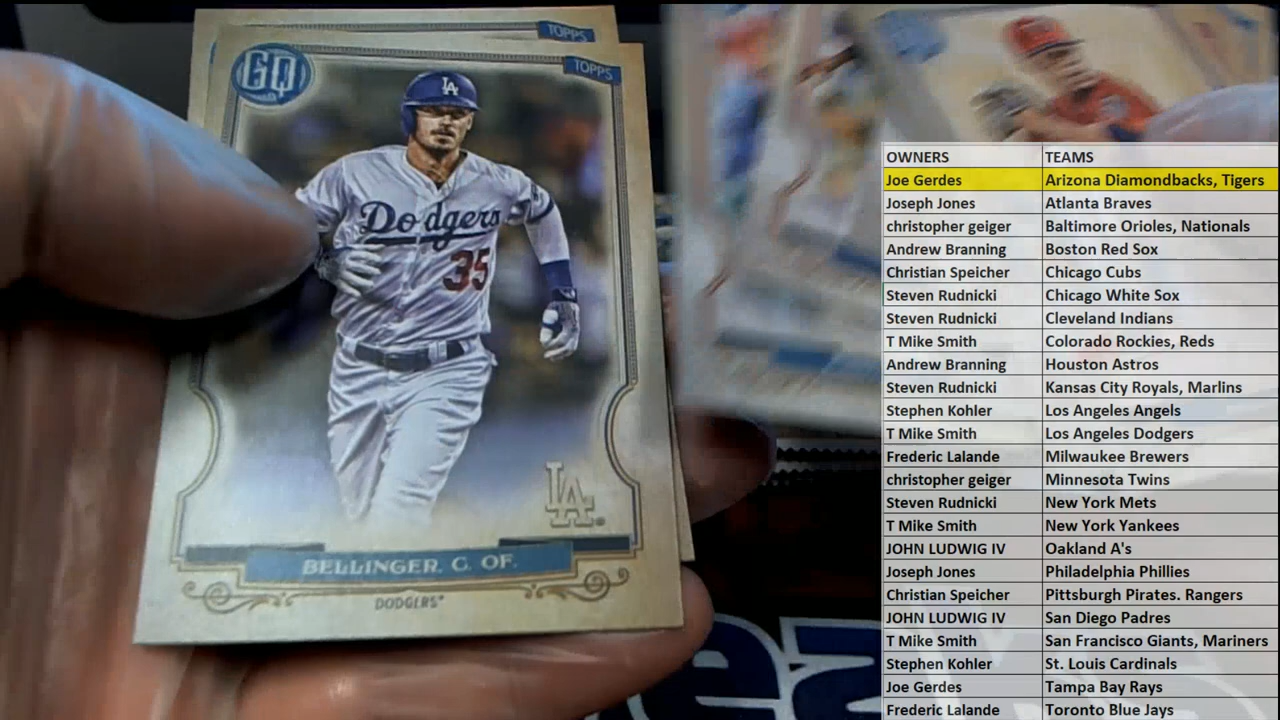 TOPPS
GQ
TOPPS
LA
Dodgers
35
LA
BELLINGER. C. OF.
DODGERS
OWNERS TEAMS
Joe Gerdes Arizona Diamondbacks, Tigers
Joseph Jones Atlanta Braves
christopher geiger Baltimore Orioles, Nationals
Andrew Branning Boston Red Sox
Christian Speicher Chicago Cubs
Steven Rudnicki Chicago White Sox
Steven Rudnicki Cleveland Indians
T Mike Smith Colorado Rockies, Reds
Andrew Branning Houston Astros
Steven Rudnicki Kansas City Royals, Marlins
Stephen Kohler Los Angeles Angels
T Mike Smith Los Angeles Dodgers
Frederic Lalande Milwaukee Brewers
christopher geiger Minnesota Twins
Steven Rudnicki New York Mets
T Mike Smith New York Yankees
JOHN LUDWIG IV Oakland A's
Joseph Jones Philadelphia Phillies
Christian Speicher Pittsburgh Pirates. Rangers
JOHN LUDWIG IV San Diego Padres
T Mike Smith San Francisco Giants, Mariners
Stephen Kohler St. Louis Cardinals
Joe Gerdes Tampa Bay Rays
Frederic Lalande Toronto Blue Jays